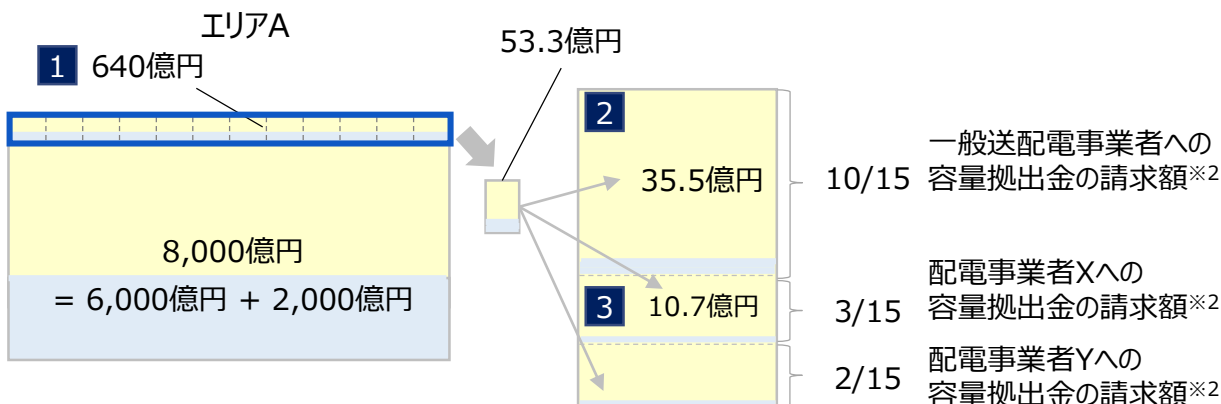 エリアA
1 640億円
53.3億円
8,000億円
= 6,000億円 + 2,000億円
2
35.5億円
10/15
一般送配電事業者への
容量拠出金の請求額※2
3 10.7億円
3/15
配電事業者Xへの
容量拠出金の請求額※2
2/15
配電事業者Yへの
容量拠出金の請求額※2